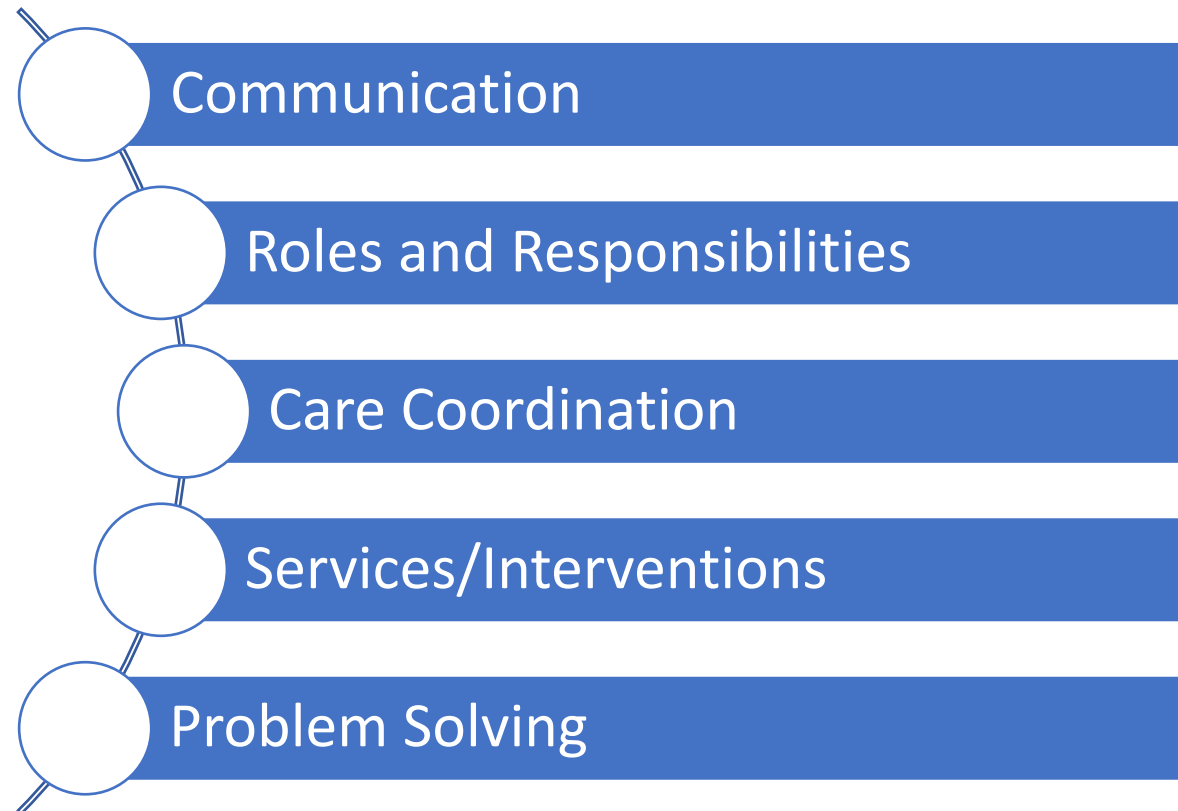 Communication
Roles and Responsibilities
Care Coordination
Services/Interventions
Problem Solving